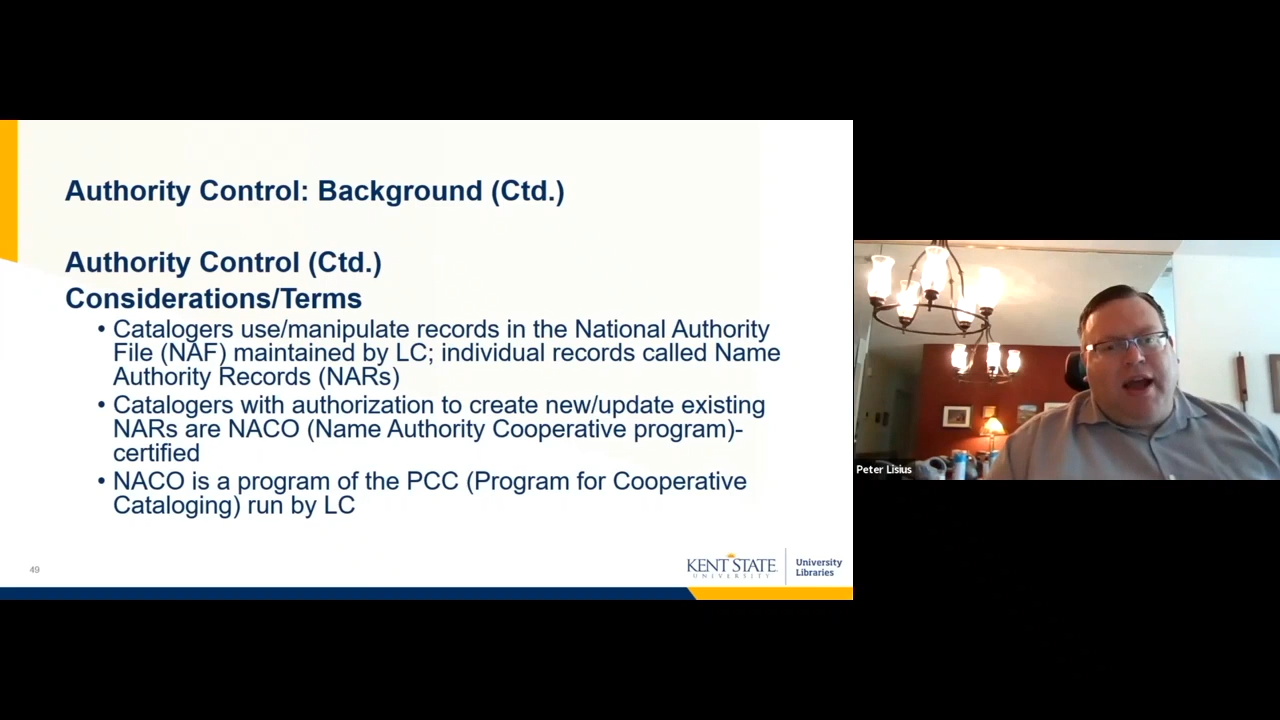 Authority Control: Background (Ctd.)
Authority Control (Ctd.)
Considerations/Terms
• Catalogers use/manipulate records in the National Authority
File (NAF) maintained by LC; individual records called Name
Authority Records (NARs)
• Catalogers with authorization to create new/update existing
NARs are NACO (Name Authority Cooperative program)-
certified
• NACO is a program of the PCC (Program for Cooperative
Cataloging) run by LC
49
KENT STATE
UNIVERSITY
University
Libraries
Peter Lisius